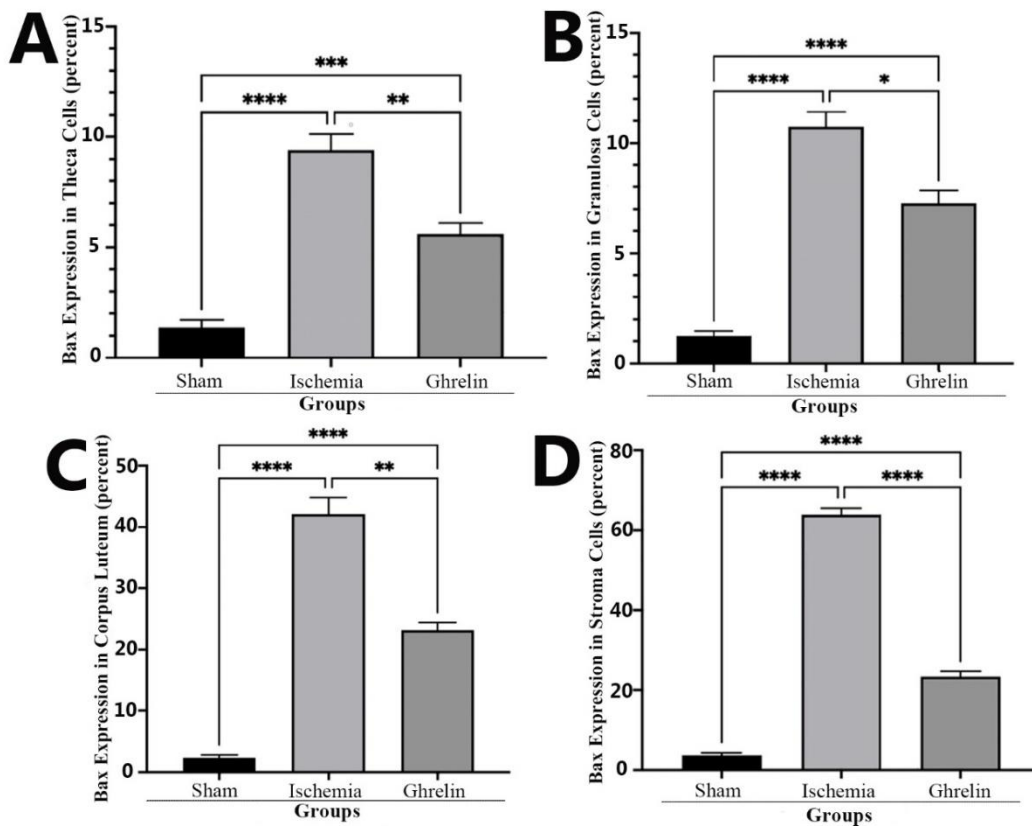 A
Bax Expression in Theca Cells (percent)
15
10
5
0
***
****
**
Sham
Ischemia
Ghrelin
Groups
B
Bax Expression in Granulosa Cells (percent)
15
10
5
0
****
****
*
Sham
Ischemia
Ghrelin
Groups
C
Bax Expression in Corpus Luteum (percent)
50
40
30
20
10
0
****
****
**
Sham
Ischemia
Ghrelin
Groups
D
Bax Expression in Stroma Cells (percent)
80
60
40
20
0
****
****
****
Sham
Ischemia
Ghrelin
Groups